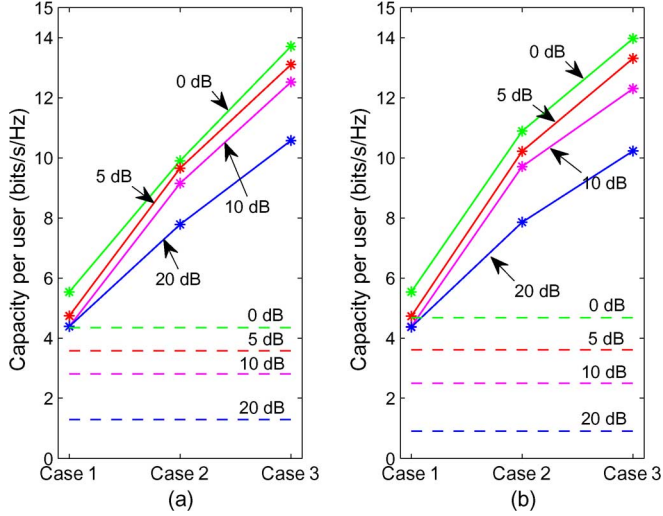 15
14
12
10
8
6
4
2
0
Capacity per user (bits/s/Hz)
0 dB
5 dB
10 dB
20 dB
0 dB
5 dB
10 dB
20 dB
Case 1 Case 2 Case 3
(a)
15
14
12
10
8
6
4
2
0
Capacity per user (bits/s/Hz)
0 dB
5 dB
10 dB
20 dB
0 dB
5 dB
10 dB
20 dB
Case 1 Case 2 Case 3
(b)